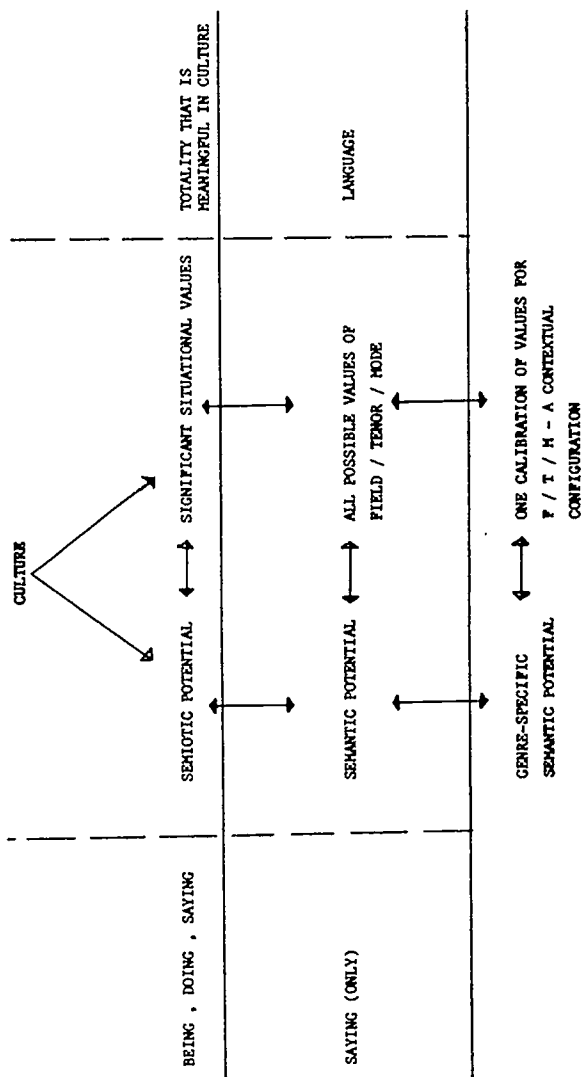 CULTURE
BEING , DOING , SAYING
SEMIOTIC POTENTIAL
SIGNIFICANT SITUATIONAL VALUES
TOTALITY THAT IS
MEANINGFUL IN CULTURE
SAYING (ONLY)
SEMANTIC POTENTIAL
ALL POSSIBLE VALUES OF
FIELD / TENOR / MODE
LANGUAGE
GENRE-SPECIFIC
SEMANTIC POTENTIAL
ONE CALIBRATION OF VALUES FOR
F / T / M - A CONTEXTUAL
CONFIGURATION